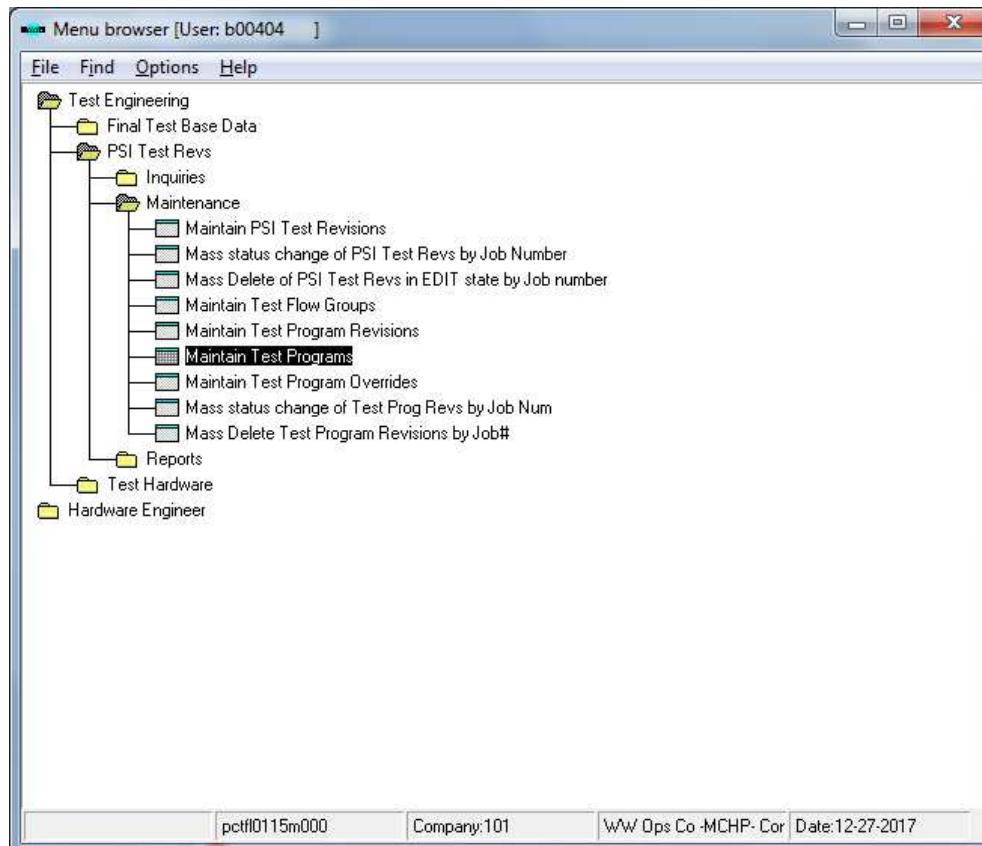 Menu browser [User: b00404 ]
File Find Options Help
Test Engineering
Final Test Base Data
PSI Test Revs
Inquiries
Maintenance
Maintain PSI Test Revisions
Mass status change of PSI Test Revs by Job Number
Mass Delete of PSI Test Revs in EDIT state by Job number
Maintain Test Flow Groups
Maintain Test Program Revisions
Maintain Test Programs
Maintain Test Program Overrides
Mass status change of Test Prog Revs by Job Num
Mass Delete Test Program Revisions by Job#
Reports
Test Hardware
Hardware Engineer
pctfl0115m000 Company:101 WW Ops Co -MCHP- Cor Date:12-27-2017